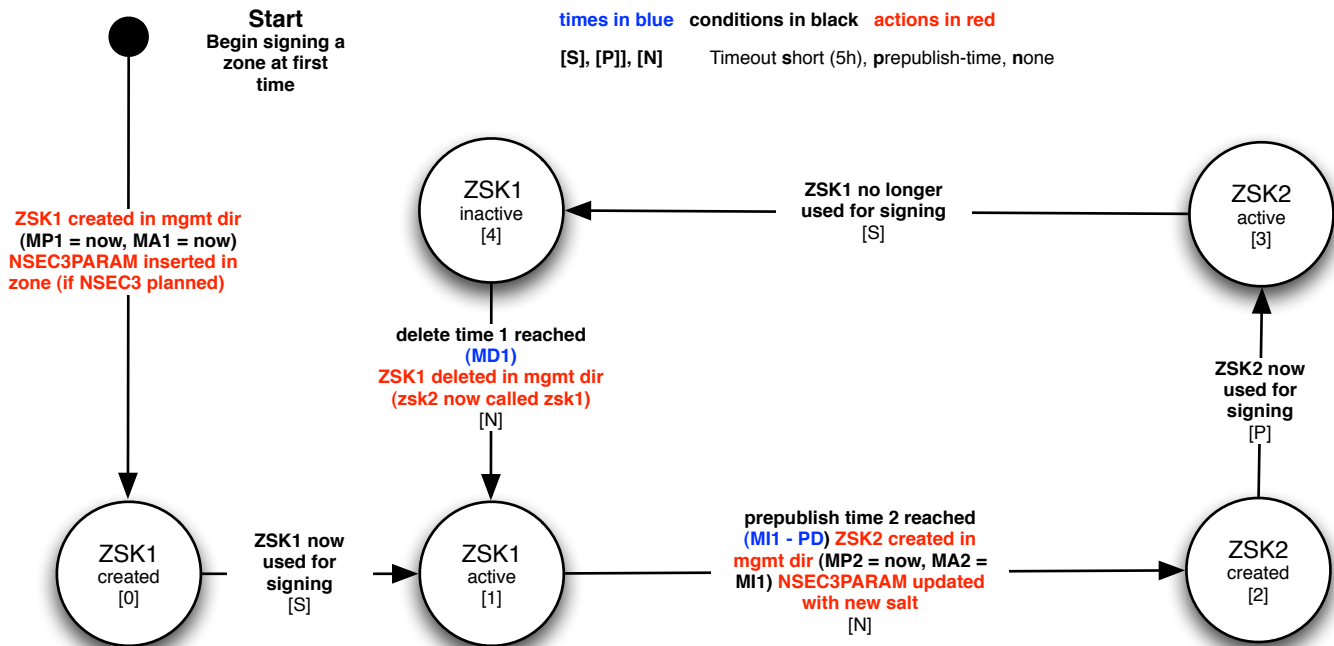 Start
Begin signing a
zone at first
time
times in blue conditions in black actions in red
[S], [P]], [N] Timeout short (5h), prepublish-time, none
ZSK1
inactive
[4]
ZSK1 no longer
used for signing
[S]
ZSK2
active
[3]
ZSK1 created in mgmt dir
(MP1 = now, MA1 = now)
NSEC3PARAM inserted in
zone (if NSEC3 planned)
delete time 1 reached
(MD1)
ZSK1 deleted in mgmt dir
(zsk2 now called zsk1)
[N]
ZSK2 now
used for
signing
[P]
ZSK1
created
[0]
ZSK1 now
used for
signing
[S]
ZSK1
active
[1]
prepublish time 2 reached
(MI1 - PD) ZSK2 created in
mgmt dir (MP2 = now, MA2 =
MI1) NSEC3PARAM updated
with new salt
[N]
ZSK2
created
[2]